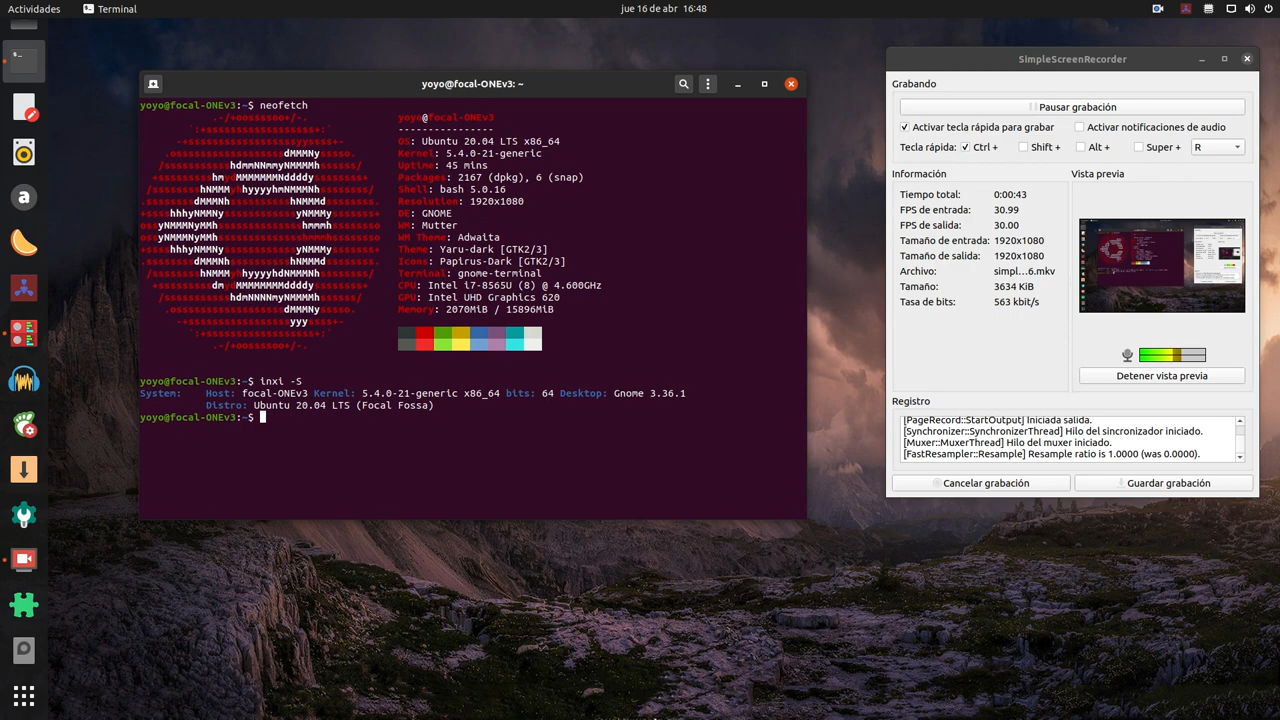 Actividades
Terminal
jue 16 de abr 16:48
yoyo@focal-ONEv3: ~
yoyo@focal-ONEv3:~$ neofetch
yoyo@focal-ONEv3
----------------
OS: Ubuntu 20.04 LTS x86_64
Kernel: 5.4.0-21-generic
Uptime: 45 mins
Packages: 2167 (dpkg), 6 (snap)
Shell: bash 5.0.16
Resolution: 1920x1080
DE: GNOME
WM: Mutter
WM Theme: Adwaita
Theme: Yaru-dark [GTK2/3]
Icons: Papirus-Dark [GTK2/3]
Terminal: gnome-terminal
CPU: Intel i7-8565U (8) @ 4.600GHz
GPU: Intel UHD Graphics 620
Memory: 2070MiB / 15896MiB
yoyo@focal-ONEv3:~$ inxi -S
System: Host: focal-ONEv3 Kernel: 5.4.0-21-generic x86_64 bits: 64 Desktop: Gnome 3.36.1
Distro: Ubuntu 20.04 LTS (Focal Fossa)
yoyo@focal-ONEv3:~$
SimpleScreenRecorder
Grabando
Pausar grabación
Activar tecla rápida para grabar
Activar notificaciones de audio
Tecla rápida: Ctrl + Shift + Alt + Super + R
Información
Tiempo total: 0:00:43
FPS de entrada: 30.99
FPS de salida: 30.00
Tamaño de entrada: 1920x1080
Tamaño de salida: 1920x1080
Archivo: simpl...6.mkv
Tamaño: 3634 KiB
Tasa de bits: 563 kbit/s
Vista previa
Detener vista previa
Registro
[PageRecord::StartOutput] Iniciada salida.
[Synchronizer::SynchronizerThread] Hilo del sincronizador iniciado.
[Muxer::MuxerThread] Hilo del muxer iniciado.
[FastResampler::Resample] Resample ratio is 1.0000 (was 0.0000).
Cancelar grabación
Guardar grabación